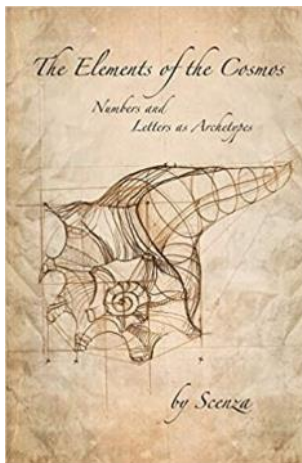 The Elements of the Cosmos
Numbers and
Letters as Archetypes
by Scenza